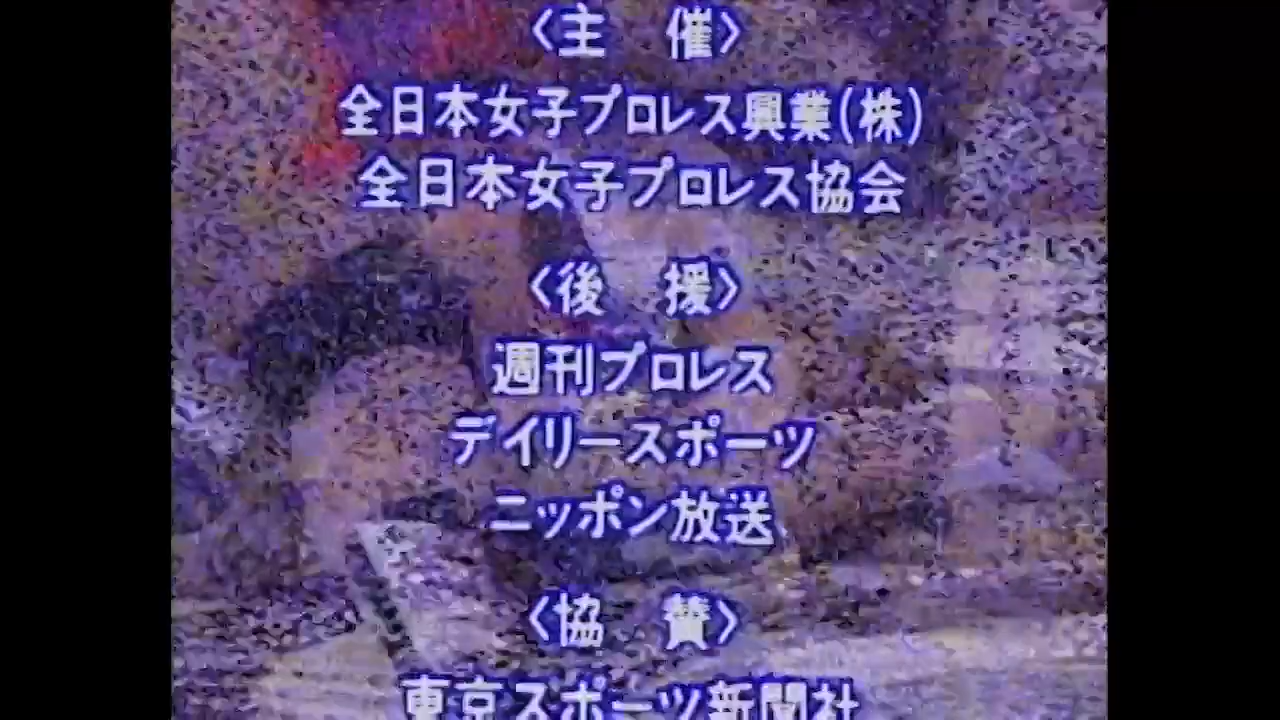 〈主　催〉
全日本女子プロレス興業(株)
全日本女子プロレス協会
〈後　援〉
週刊プロレス
デイリースポーツ
ニッポン放送
〈協　賛〉
東京スポーツ新聞社